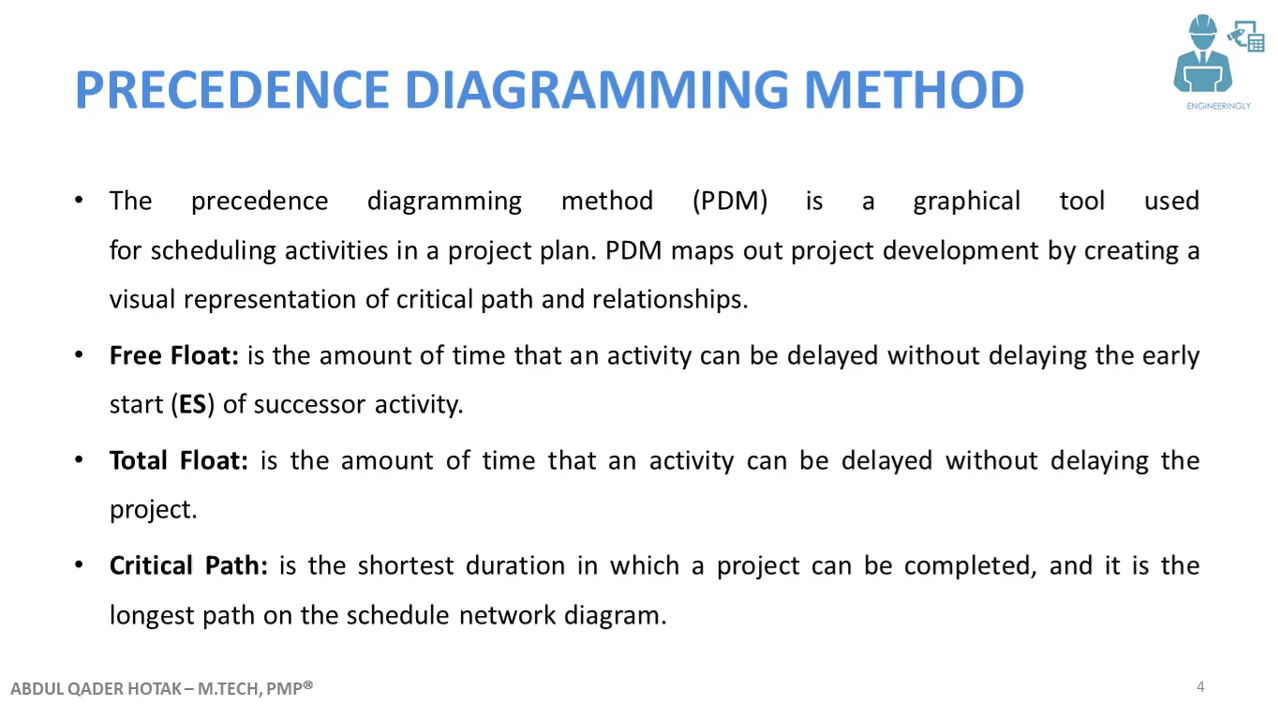 ENGINEERINGLY
PRECEDENCE DIAGRAMMING METHOD
• The precedence diagramming method (PDM) is a graphical tool used
for scheduling activities in a project plan. PDM maps out project development by creating a
visual representation of critical path and relationships.
• Free Float: is the amount of time that an activity can be delayed without delaying the early
start (ES) of successor activity.
• Total Float: is the amount of time that an activity can be delayed without delaying the
project.
• Critical Path: is the shortest duration in which a project can be completed, and it is the
longest path on the schedule network diagram.
ABDUL QADER HOTAK – M.TECH, PMP®
4